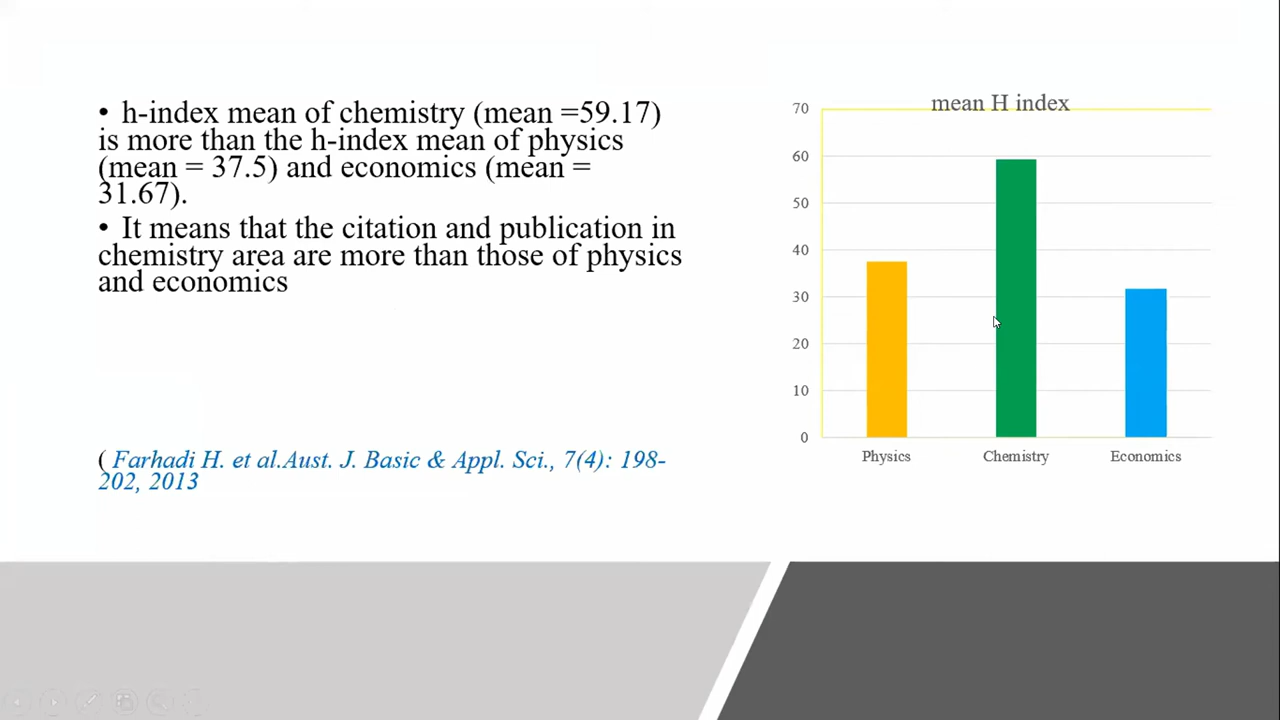 • h-index mean of chemistry (mean =59.17)
is more than the h-index mean of physics
(mean = 37.5) and economics (mean =
31.67).
• It means that the citation and publication in
chemistry area are more than those of physics
and economics
( Farhadi H. et al.Aust. J. Basic & Appl. Sci., 7(4): 198-
202, 2013
mean H index
70
60
50
40
30
20
10
0
Physics Chemistry Economics